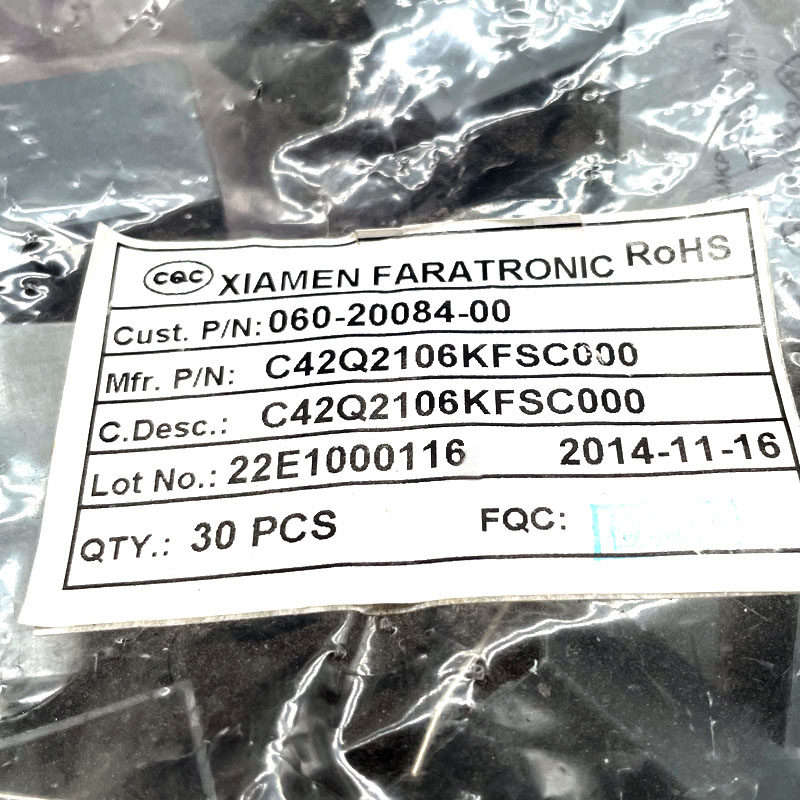 CQC XIAMEN FARATRONIC RoHS
Cust. P/N: 060-20084-00
Mfr. P/N: C42Q2106KFSC000
C.Desc.: C42Q2106KFSC000
Lot No.: 22E1000116 2014-11-16
QTY.: 30 PCS FQC: